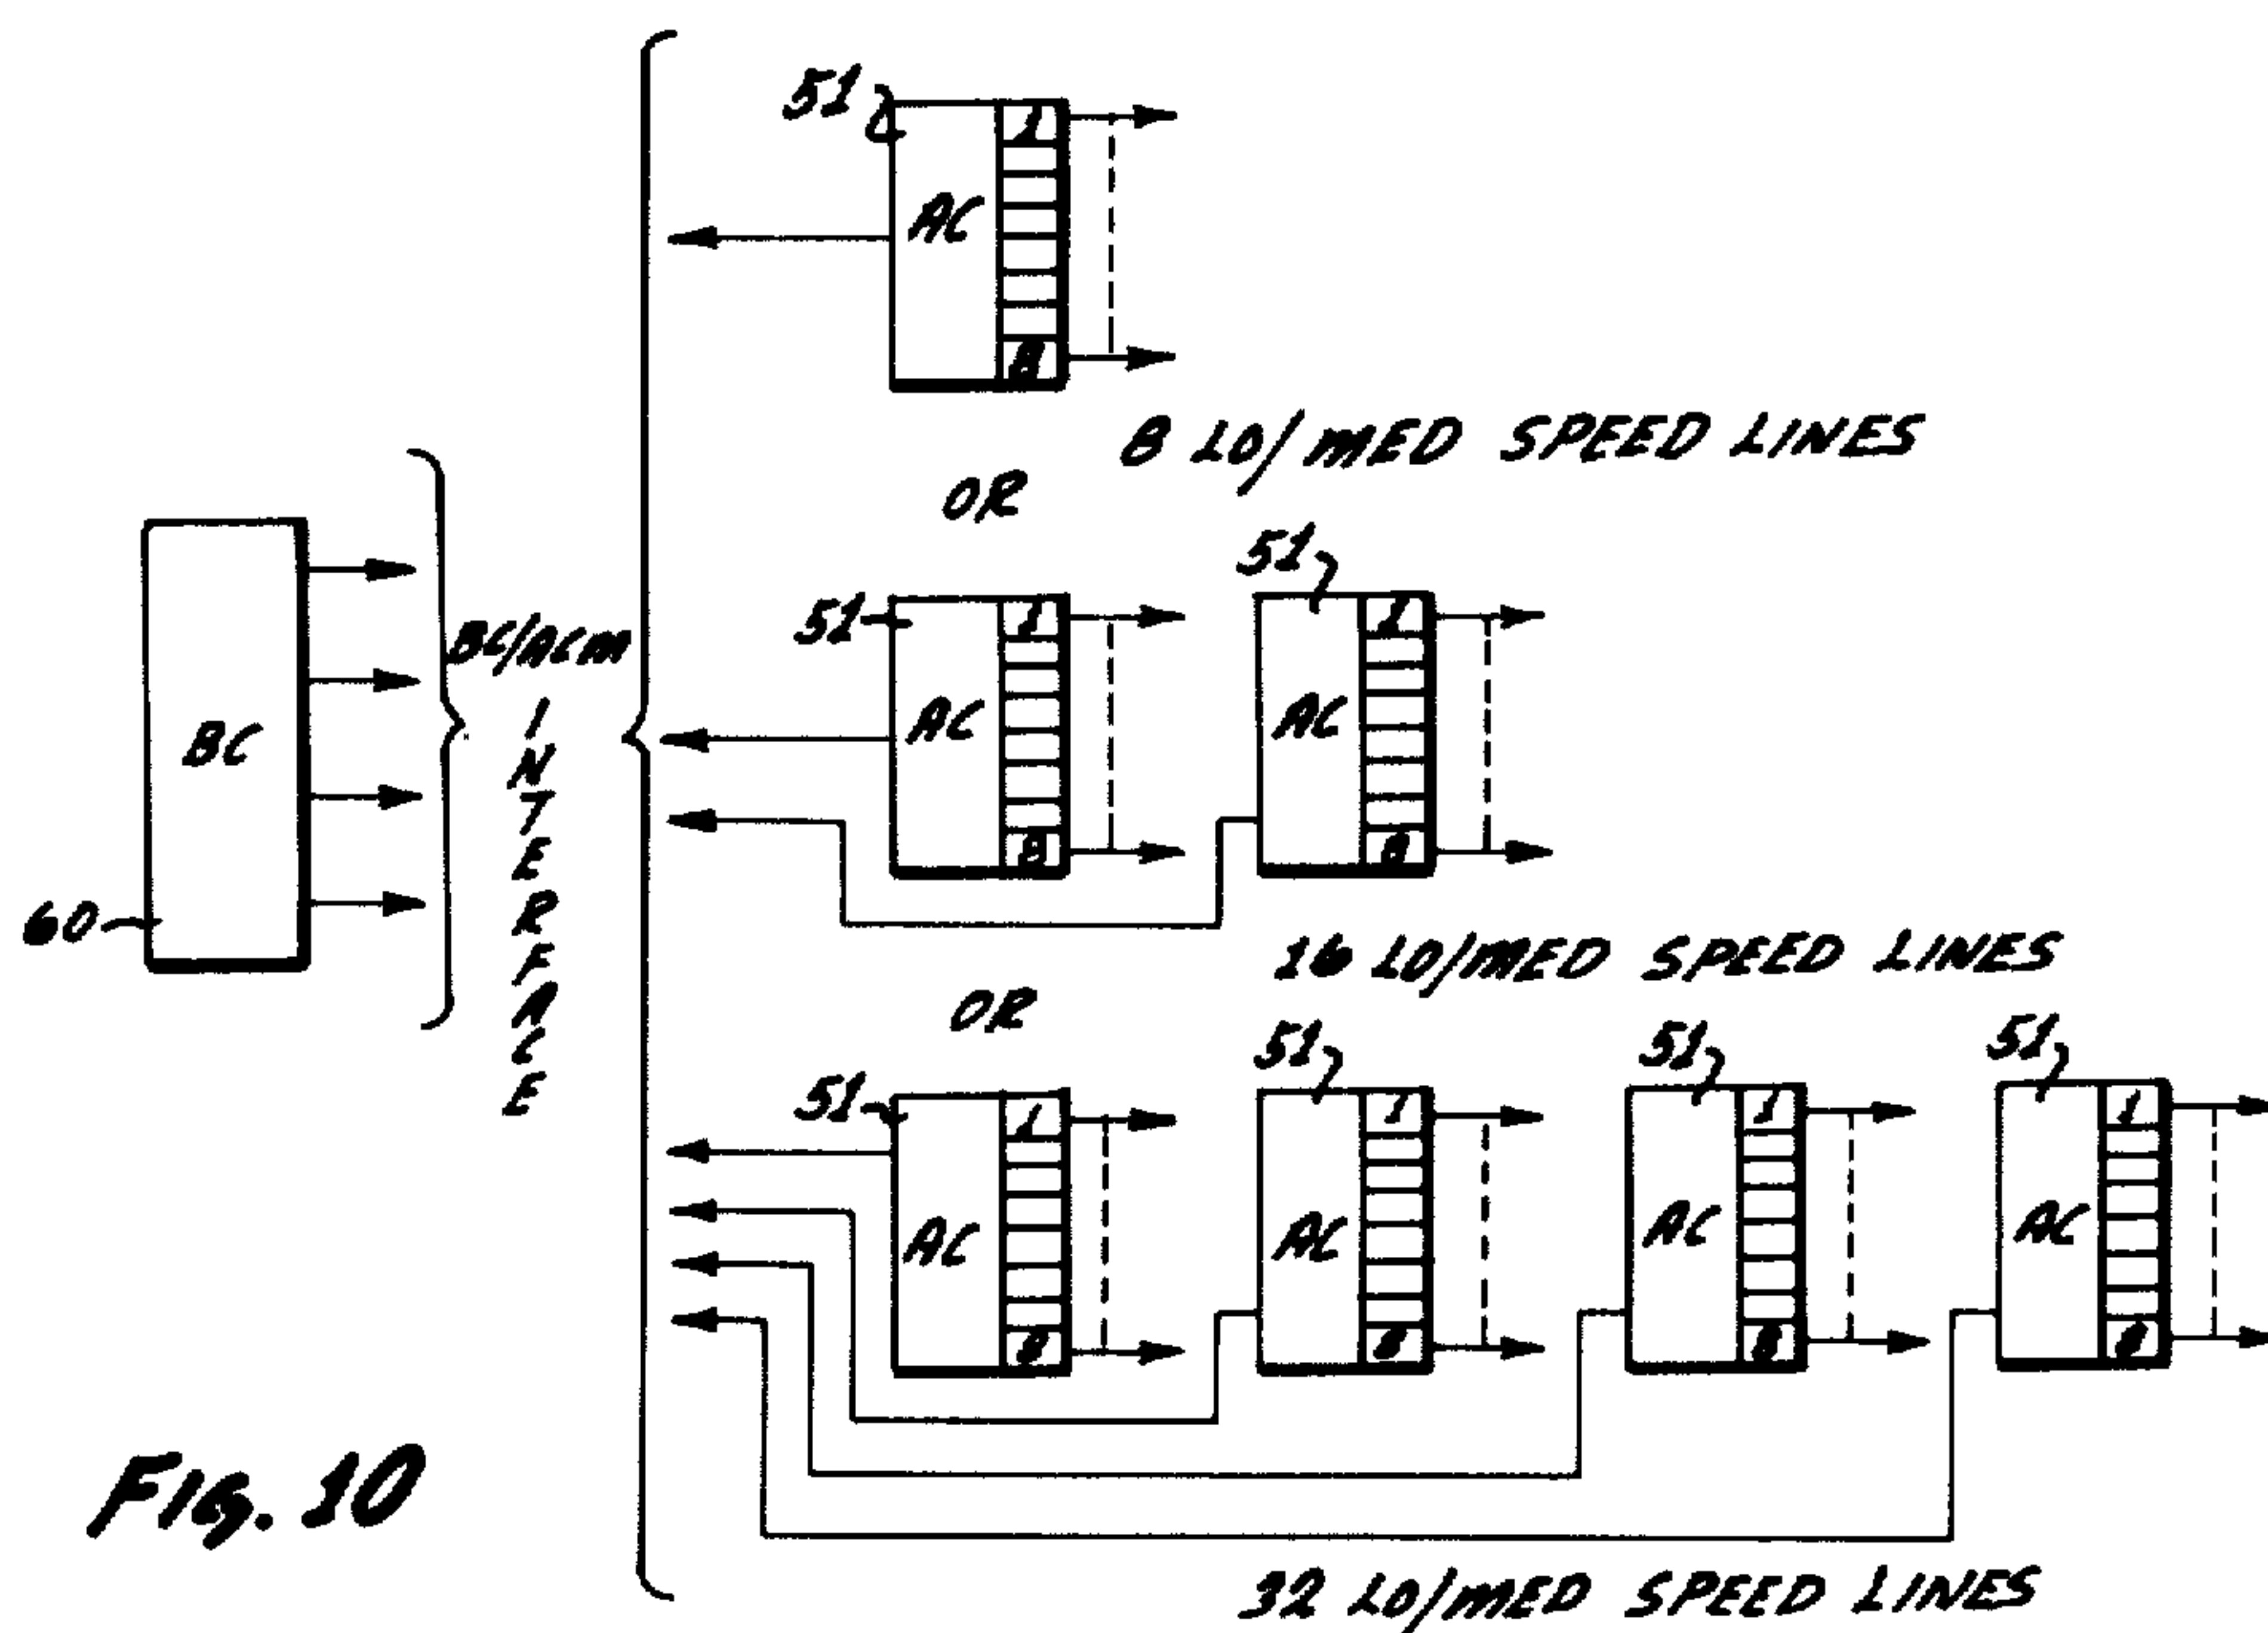 51
1
AC
8
8 LO/MED SPEED LINES
OR
51
51
1
1
BC/ACM
INTERFACE
BC
AC
AC
8
8
60
16 LO/MED SPEED LINES
OR
51
51
51
51
1
1
1
1
AC
AC
AC
AC
8
8
8
8
FIG. 10
32 LO/MED SPEED LINES